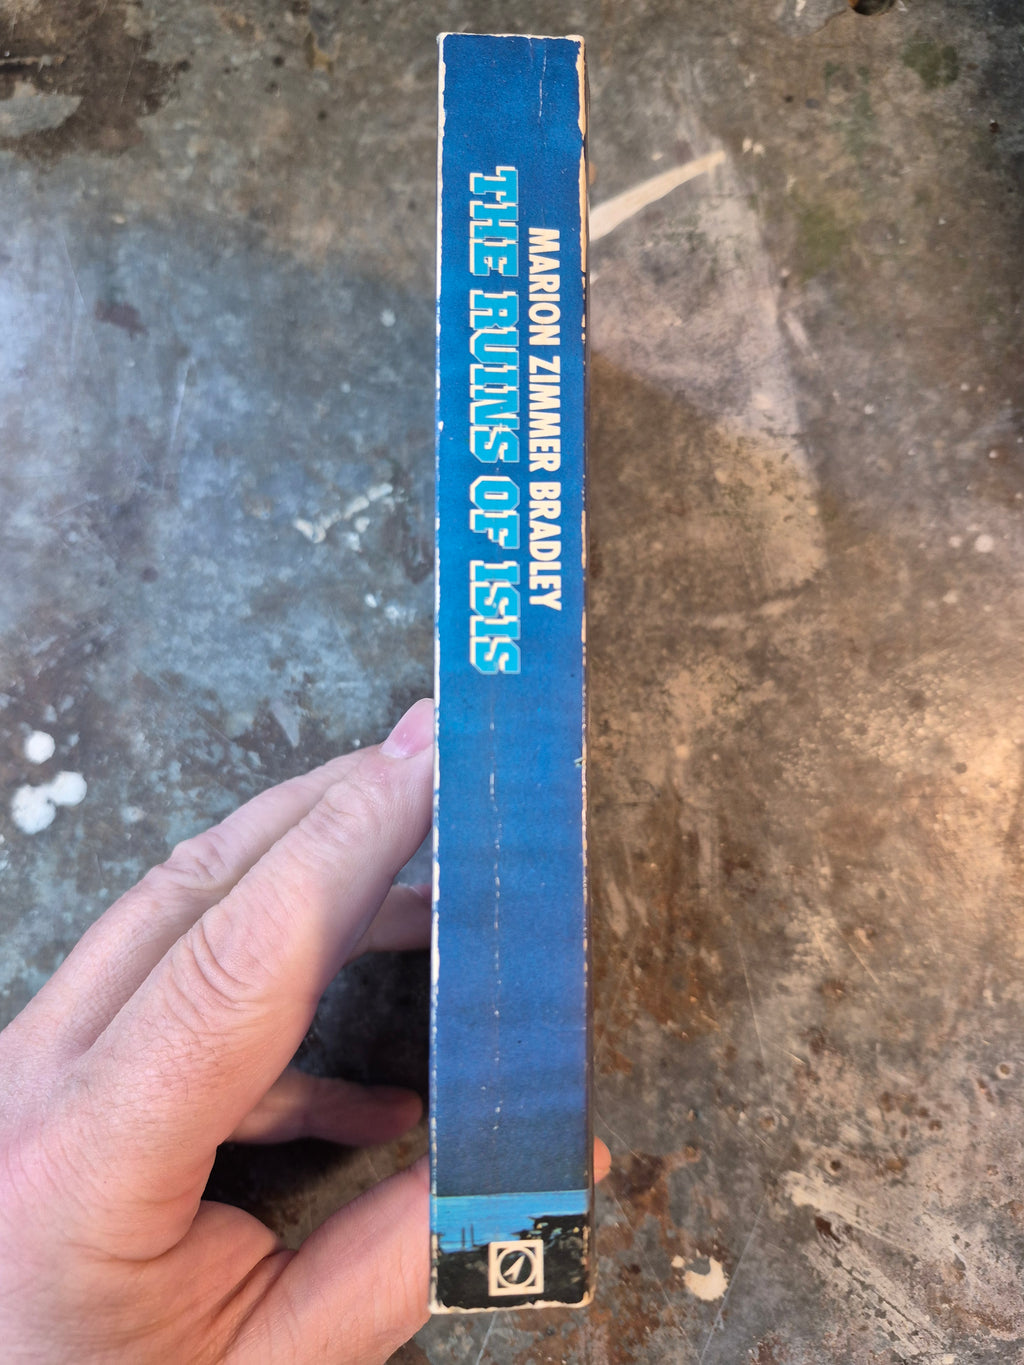 MARION ZIMMER BRADLEY
THE RUINS OF ISIS